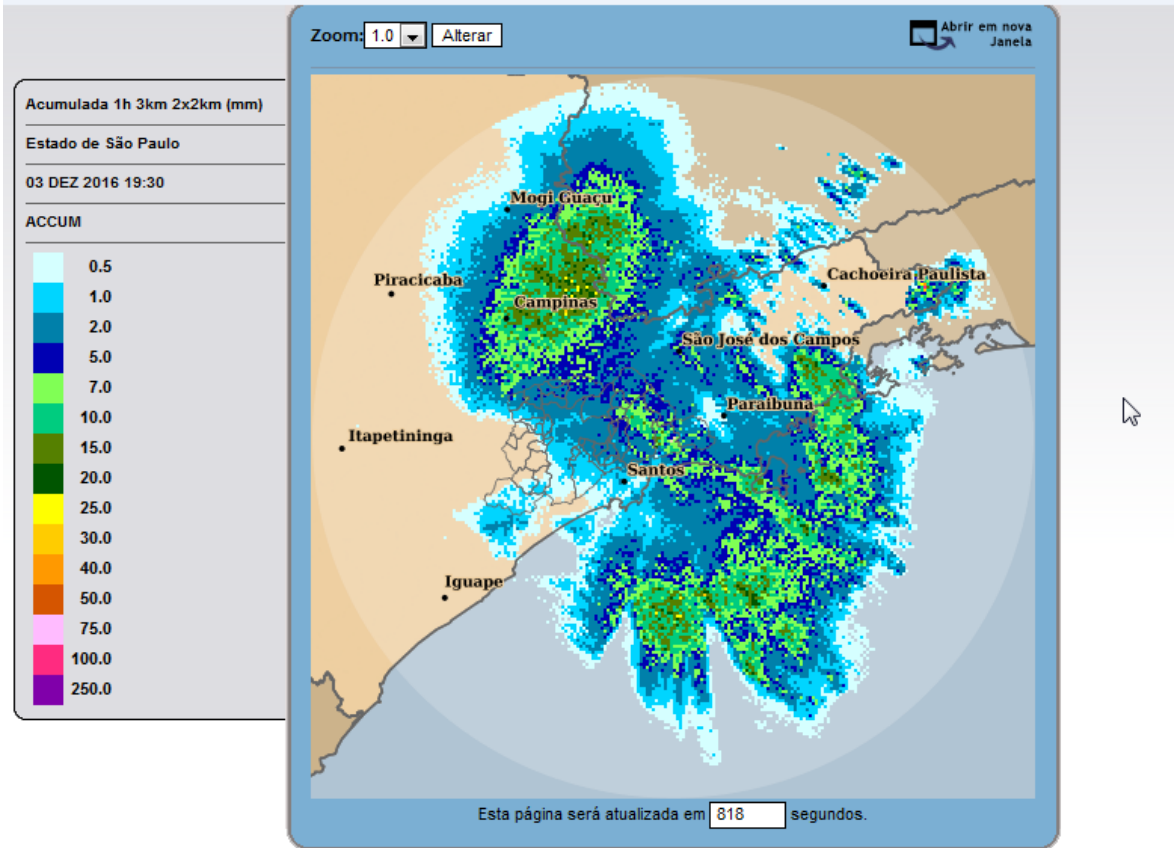 Zoom: 1.0 Alterar
Abrir em nova
Janela
Acumulada 1h 3km 2x2km (mm)
Estado de São Paulo
03 DEZ 2016 19:30
ACCUM
0.5
1.0
2.0
5.0
7.0
10.0
15.0
20.0
25.0
30.0
40.0
50.0
75.0
100.0
250.0
Mogi Guaçu
Piracicaba
Cachoeira Paulista
Campinas
São José dos Campos
Paraibuna
Itapetininga
Santos
Iguape
Esta página será atualizada em 818 segundos.